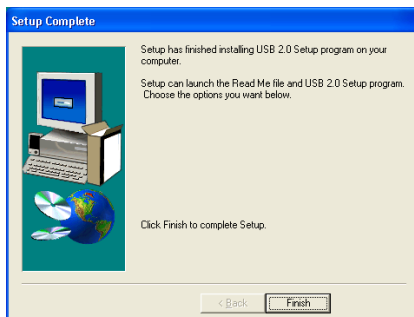 Setup Complete
Setup has finished installing USB 2.0 Setup program on your
computer.
Setup can launch the Read Me file and USB 2.0 Setup program.
Choose the options you want below.
Click Finish to complete Setup.
< Back
Finish